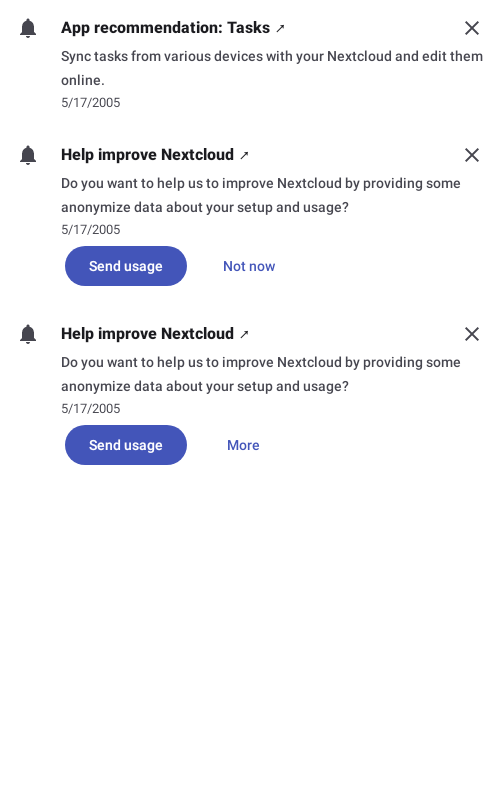 App recommendation: Tasks ↗
Sync tasks from various devices with your Nextcloud and edit them
online.
5/17/2005
Help improve Nextcloud ↗
Do you want to help us to improve Nextcloud by providing some
anonymize data about your setup and usage?
5/17/2005
Send usage Not now
Help improve Nextcloud ↗
Do you want to help us to improve Nextcloud by providing some
anonymize data about your setup and usage?
5/17/2005
Send usage More